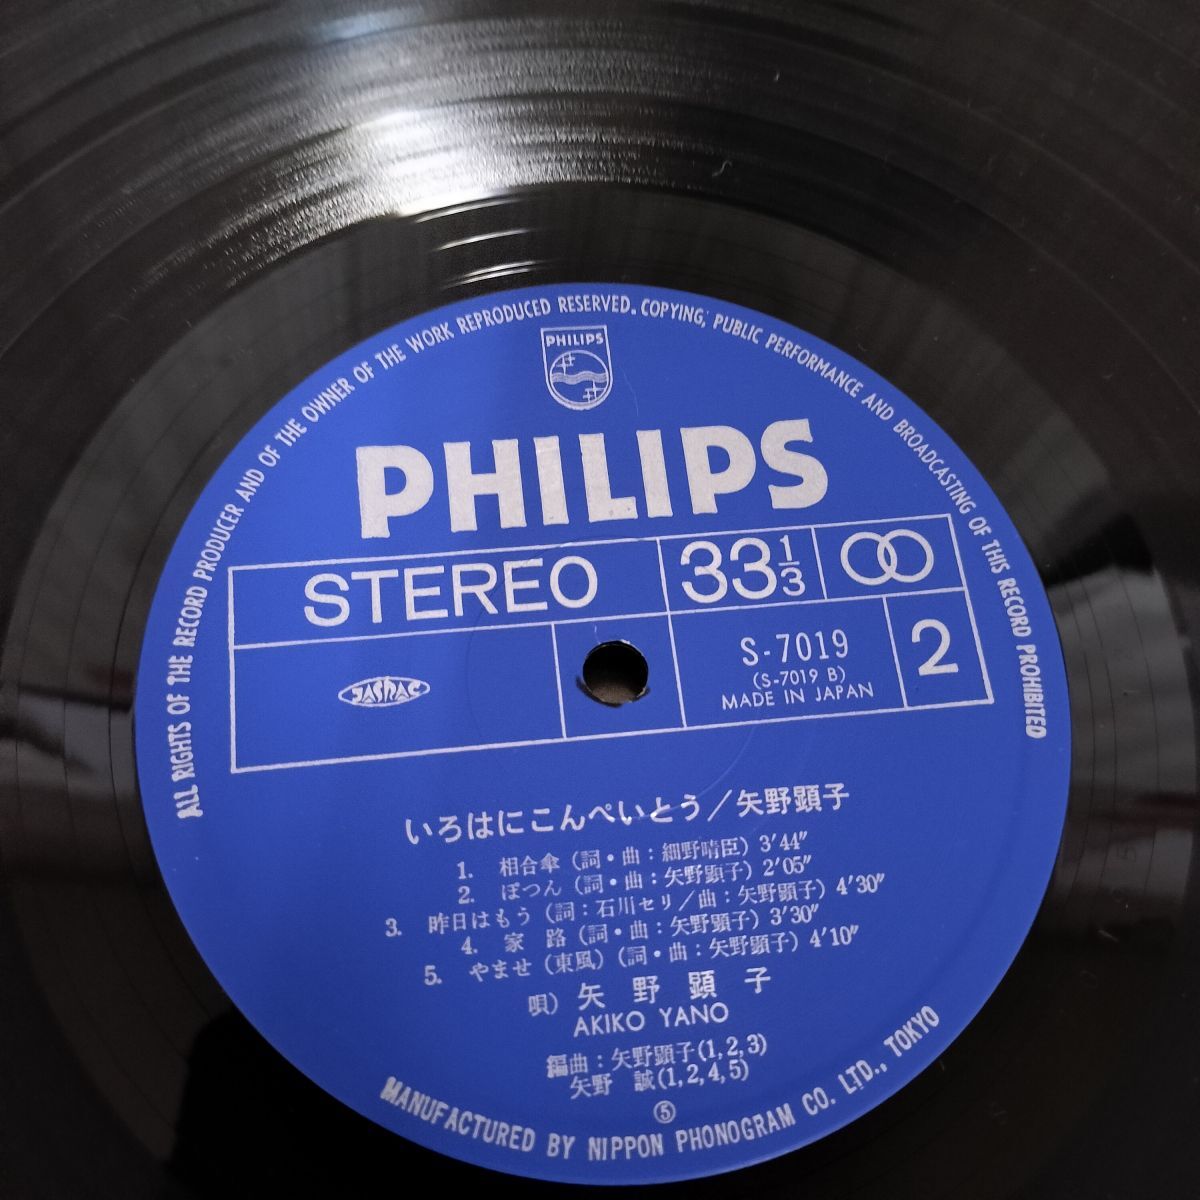 ALL RIGHTS OF THE RECORD PRODUCER AND OF THE OWNER OF THE WORK REPRODUCED RESERVED. COPYING, PUBLIC PERFORMANCE AND BROADCASTING OF THIS RECORD PROHIBITED
PHILIPS
PHILIPS
STEREO 33 1/3
JASRAC S-7019 2
(S-7019 B)
MADE IN JAPAN
いろはにこんぺいとう/矢野顕子
1. 相合傘(詞・曲:細野晴臣)3′44″
2. ぽつん(詞・曲:矢野顕子)2′05″
3. 昨日はもう(詞:石川セリ/曲:矢野顕子)4′30″
4. 家路(詞・曲:矢野顕子)3′30″
5. やませ(東風)(詞・曲:矢野顕子)4′10″
唄)矢野顕子
AKIKO YANO
編曲:矢野顕子(1,2,3)
矢野 誠(1,2,4,5)
⑤
MANUFACTURED BY NIPPON PHONOGRAM CO. LTD., TOKYO